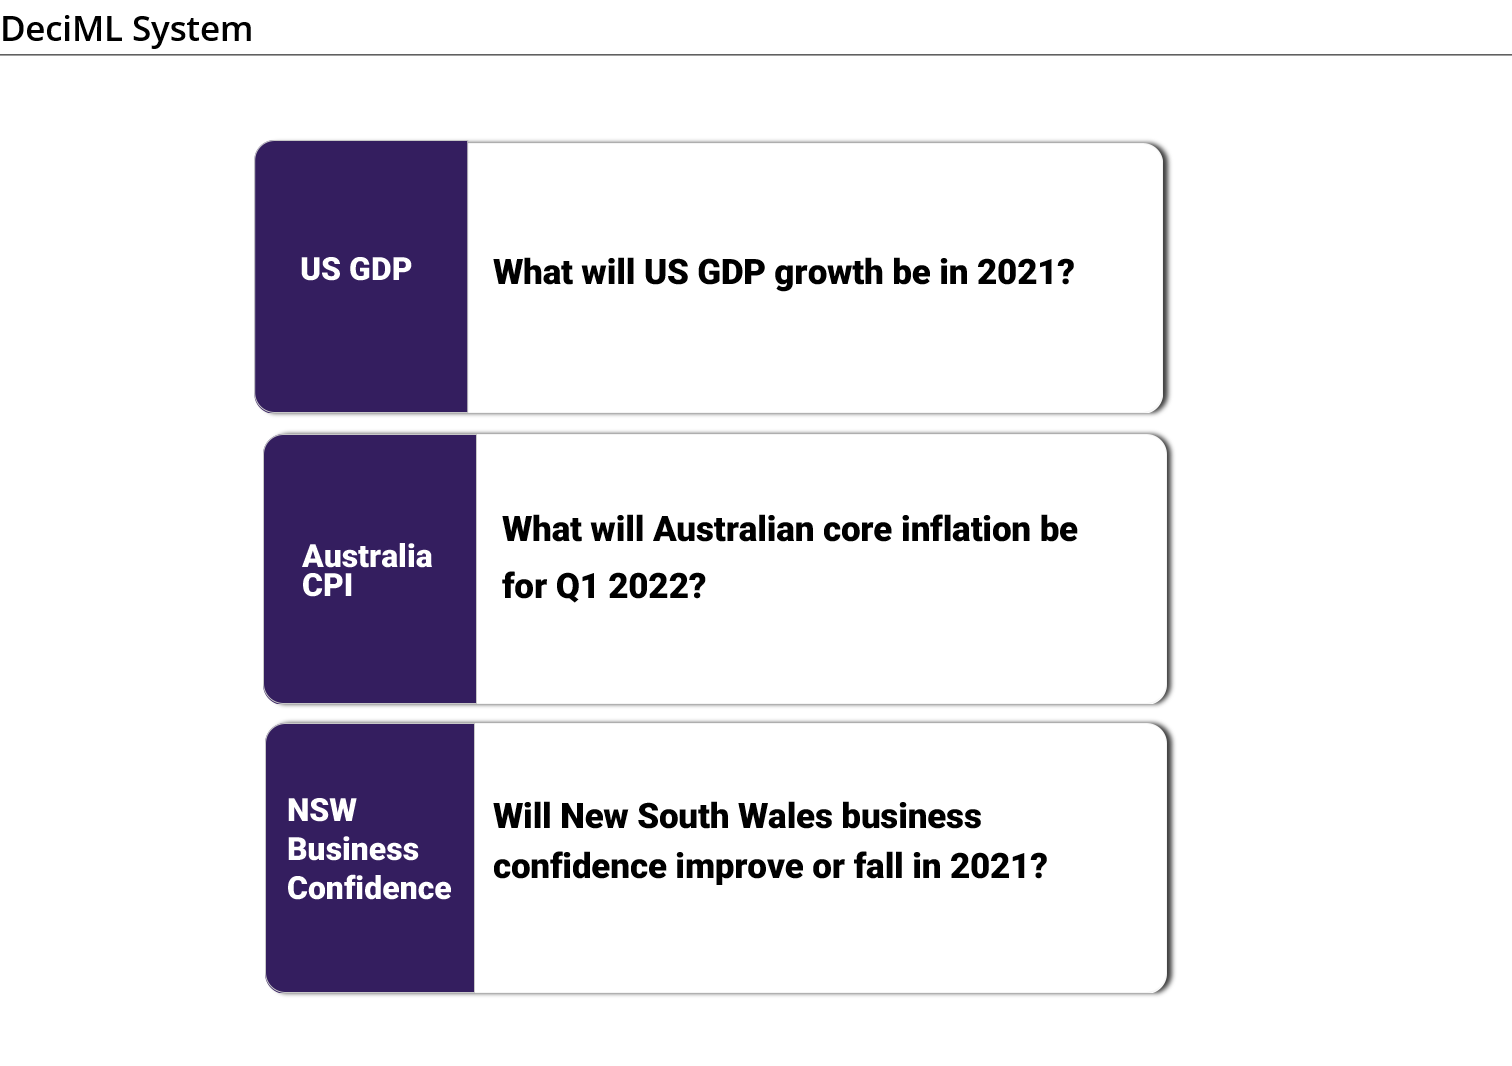 DeciML System
US GDP
What will US GDP growth be in 2021?
Australia
CPI
What will Australian core inflation be
for Q1 2022?
NSW
Business
Confidence
Will New South Wales business
confidence improve or fall in 2021?